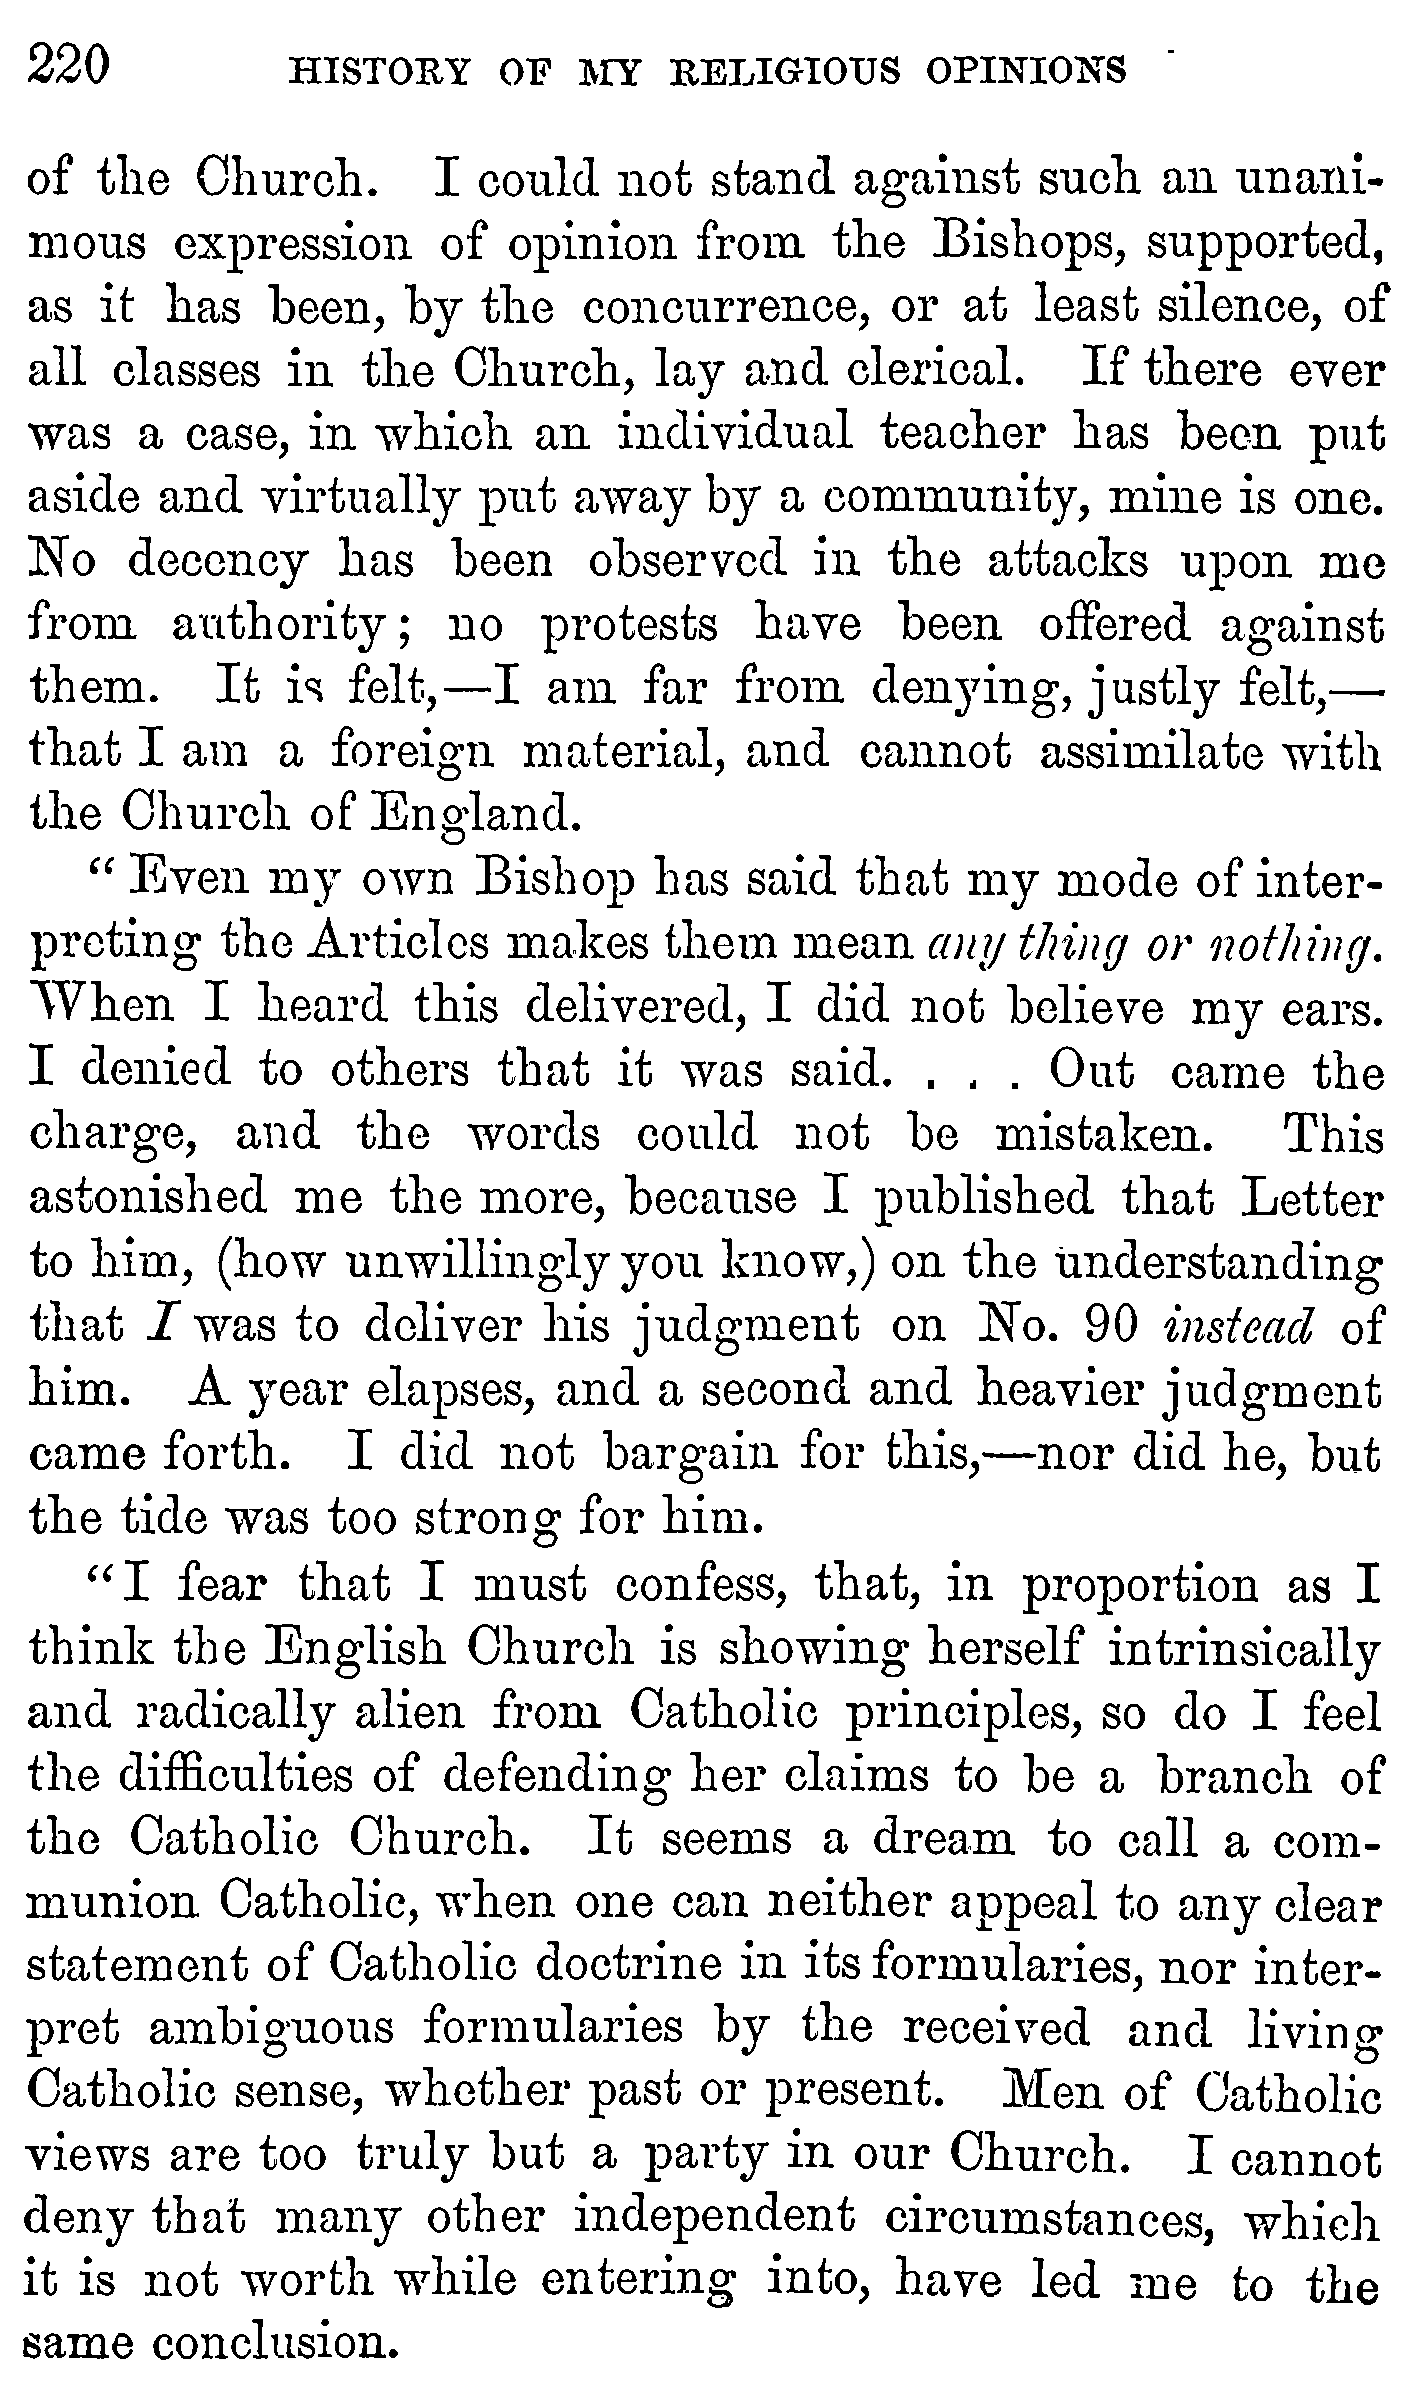 220 HISTORY OF MY RELIGIOUS OPINIONS
of the Church. I could not stand against such an unani-
mous expression of opinion from the Bishops, supported,
as it has been, by the concurrence, or at least silence, of
all classes in the Church, lay and clerical. If there ever
was a case, in which an individual teacher has been put
aside and virtually put away by a community, mine is one.
No decency has been observed in the attacks upon me
from authority; no protests have been offered against
them. It is felt,—I am far from denying, justly felt,—
that I am a foreign material, and cannot assimilate with
the Church of England.
“Even my own Bishop has said that my mode of inter-
preting the Articles makes them mean any thing or nothing.
When I heard this delivered, I did not believe my ears.
I denied to others that it was said. . . . Out came the
charge, and the words could not be mistaken. This
astonished me the more, because I published that Letter
to him, (how unwillingly you know,) on the understanding
that I was to deliver his judgment on No. 90 instead of
him. A year elapses, and a second and heavier judgment
came forth. I did not bargain for this,—nor did he, but
the tide was too strong for him.
“I fear that I must confess, that, in proportion as I
think the English Church is showing herself intrinsically
and radically alien from Catholic principles, so do I feel
the difficulties of defending her claims to be a branch of
the Catholic Church. It seems a dream to call a com-
munion Catholic, when one can neither appeal to any clear
statement of Catholic doctrine in its formularies, nor inter-
pret ambiguous formularies by the received and living
Catholic sense, whether past or present. Men of Catholic
views are too truly but a party in our Church. I cannot
deny that many other independent circumstances, which
it is not worth while entering into, have led me to the
same conclusion.